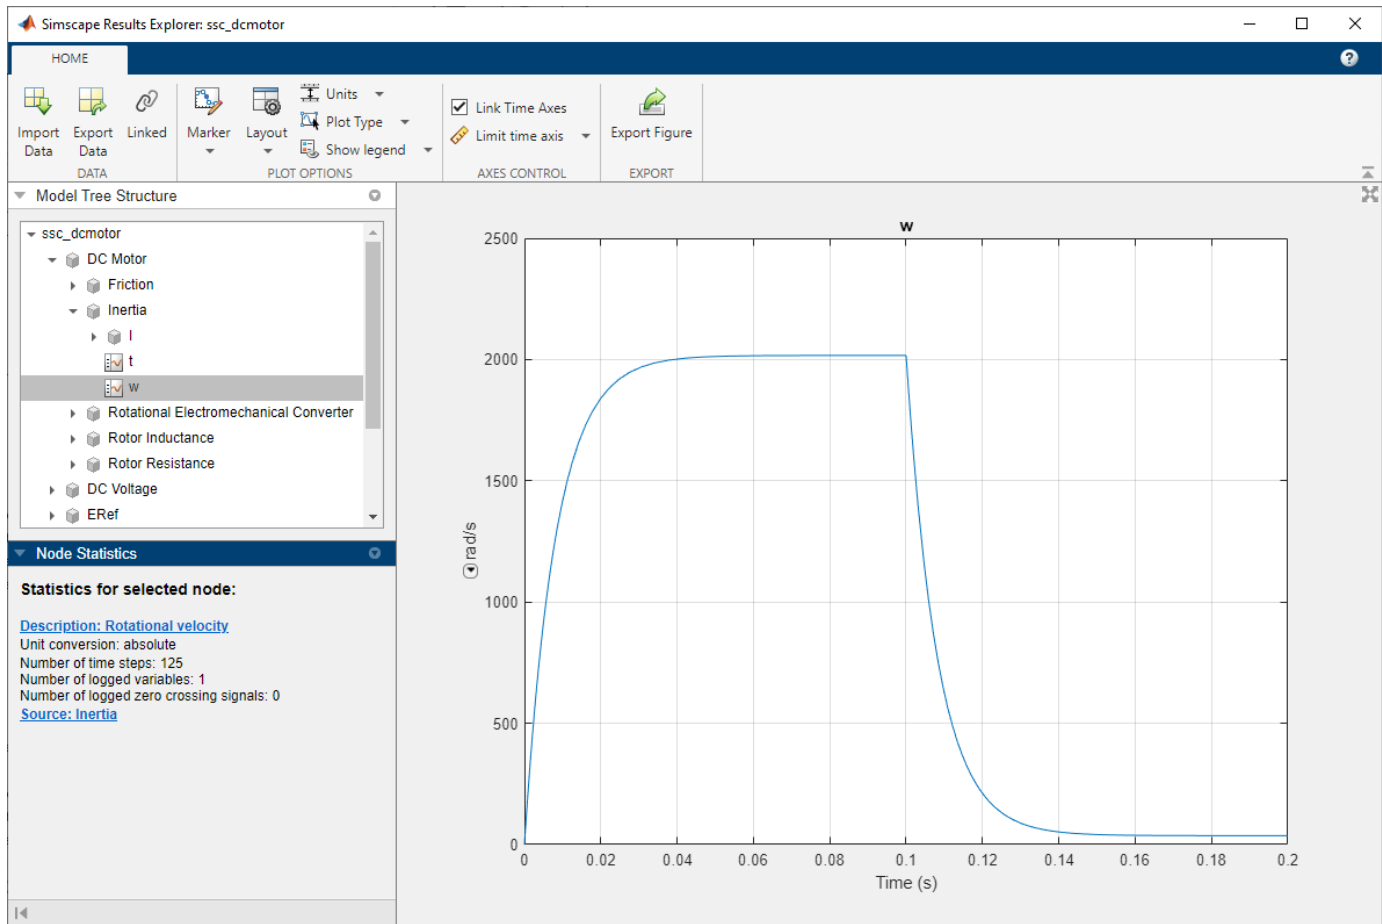 Simscape Results Explorer: ssc_dcmotor
HOME
?
Import Data
Export Data
Linked
Marker
Layout
Units
Plot Type
Show legend
Link Time Axes
Limit time axis
Export Figure
DATA
PLOT OPTIONS
AXES CONTROL
EXPORT
Model Tree Structure
ssc_dcmotor
DC Motor
Friction
Inertia
I
t
w
Rotational Electromechanical Converter
Rotor Inductance
Rotor Resistance
DC Voltage
ERef
Node Statistics
Statistics for selected node:
Description: Rotational velocity
Unit conversion: absolute
Number of time steps: 125
Number of logged variables: 1
Number of logged zero crossing signals: 0
Source: Inertia
w
2500
2000
1500
1000
500
0
rad/s
0 0.02 0.04 0.06 0.08 0.1 0.12 0.14 0.16 0.18 0.2
Time (s)